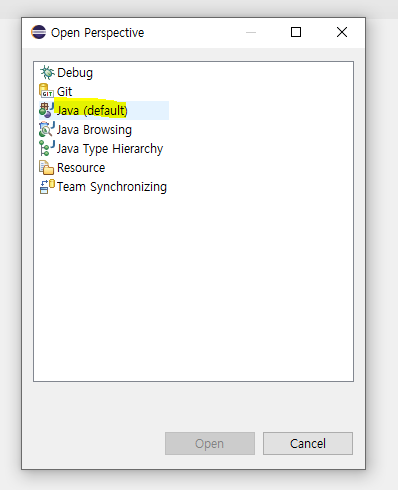 Open Perspective
Debug
Git
Java (default)
Java Browsing
Java Type Hierarchy
Resource
Team Synchronizing
Open
Cancel